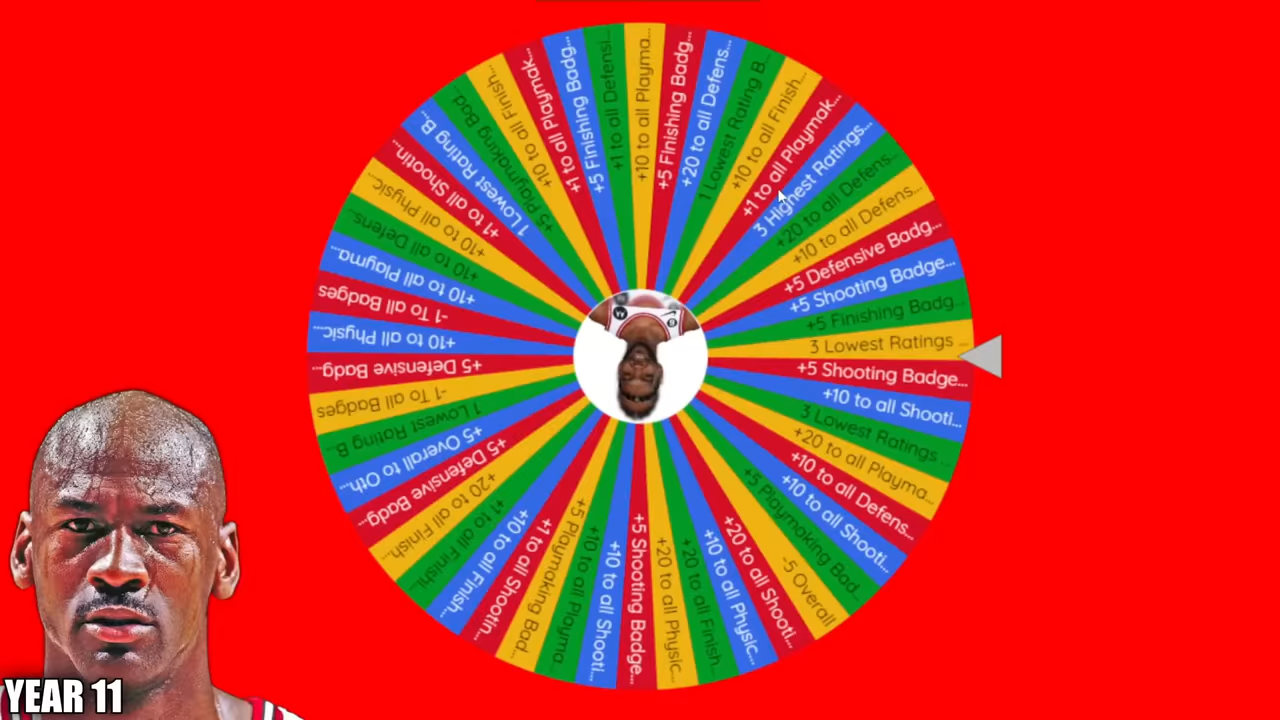 +10 to all Playma...
+5 Finishing Badg...
+20 to all Defens...
1 Lowest Rating B...
+10 to all Finish...
+1 to all Playmak...
3 Highest Ratings...
+20 to all Defens...
+10 to all Defens...
+5 Defensive Badg...
+5 Shooting Badge...
+5 Finishing Badg...
3 Lowest Ratings ...
+5 Shooting Badge...
+10 to all Shooti...
3 Lowest Ratings ...
+20 to all Playma...
+10 to all Defens...
+10 to all Shooti...
+5 Playmaking Bad...
-5 Overall
+20 to all Shooti...
+10 to all Physic...
+20 to all Finish...
+20 to all Physic...
+5 Shooting Badge...
+10 to all Shooti...
+10 to all Playma...
+5 Playmaking Bad...
+1 to all Shootin...
+10 to all Finish...
+1 to all Finish...
+20 to all Finish...
+5 Defensive Badg...
+5 Overall to Oth...
1 Lowest Rating B...
-1 To all Badges
+5 Defensive Badg...
+10 to all Physic...
-1 To all Badges
+10 to all Playma...
+10 to all Defens...
+10 to all Physic...
+1 to all Shootin...
1 Lowest Rating B...
+5 Playmaking Bad...
+10 to all Finish...
+1 to all Playmak...
+5 Finishing Badg...
+1 to all Defensi...
YEAR 11